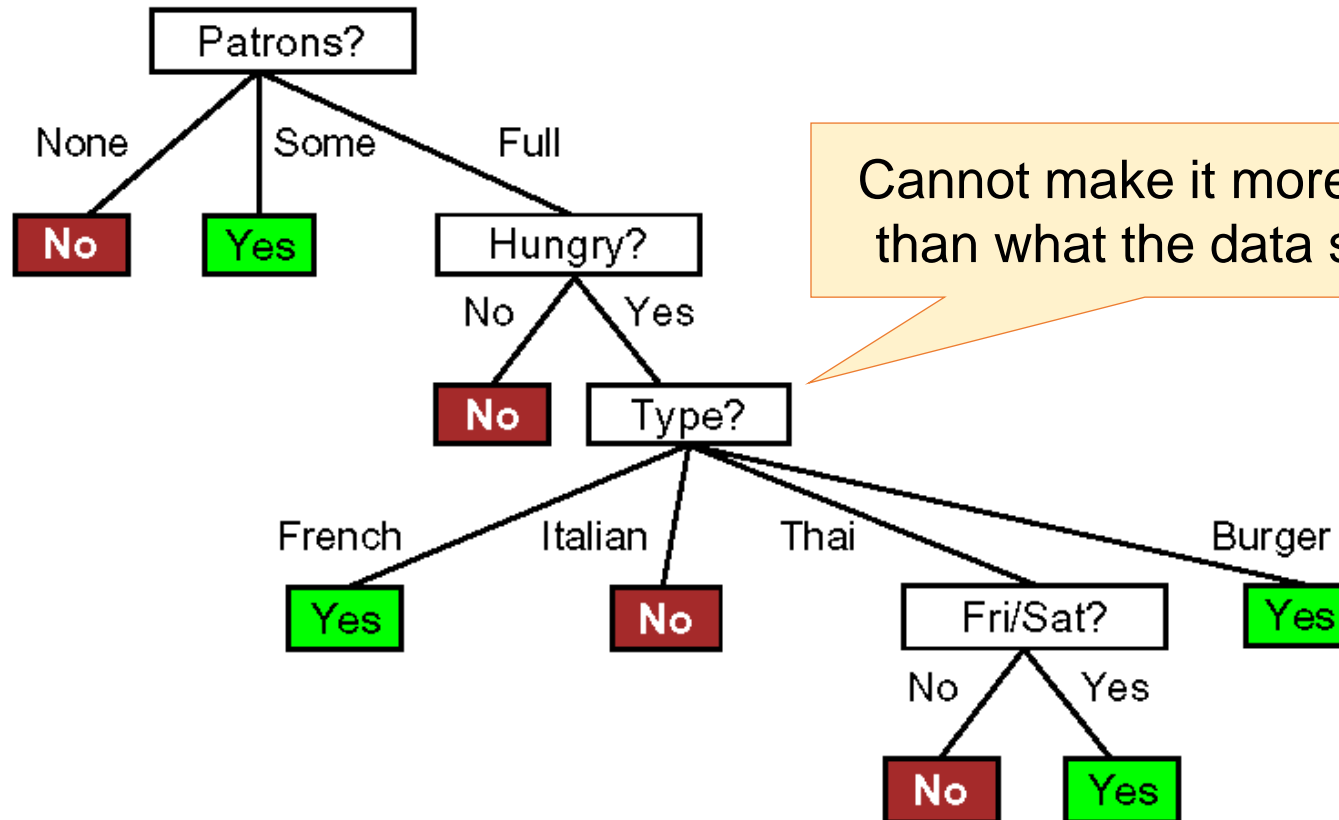 Patrons?
None Some Full
No Yes Hungry?
Cannot make it more
than what the data
No Yes
No Type?
French Italian Thai Burger
Yes No Fri/Sat? Yes
No Yes
No Yes